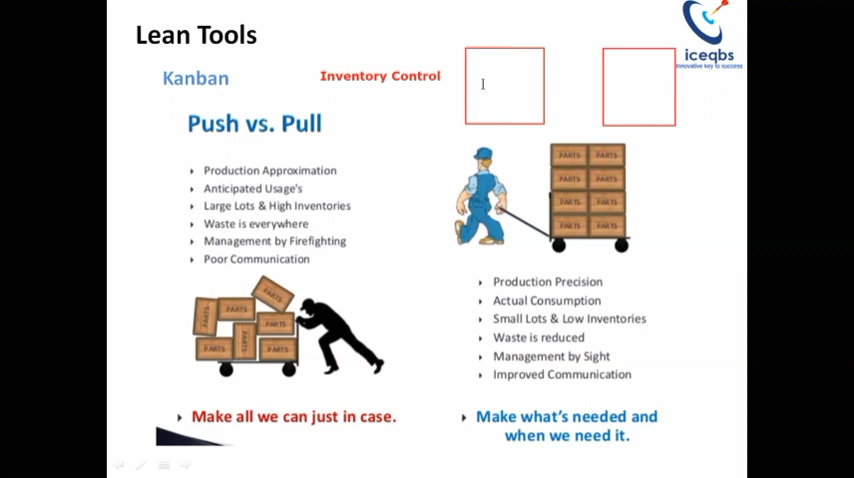 Lean Tools
iceqbs
Innovative key to success
Kanban
Inventory Control
Push vs. Pull
Production Approximation
Anticipated Usage's
Large Lots & High Inventories
Waste is everywhere
Management by Firefighting
Poor Communication
PARTS
PARTS
PARTS
PARTS
PARTS
PARTS
PARTS
Make all we can just in case.
PARTS PARTS
PARTS PARTS
PARTS PARTS
PARTS PARTS
Production Precision
Actual Consumption
Small Lots & Low Inventories
Waste is reduced
Management by Sight
Improved Communication
Make what's needed and
when we need it.